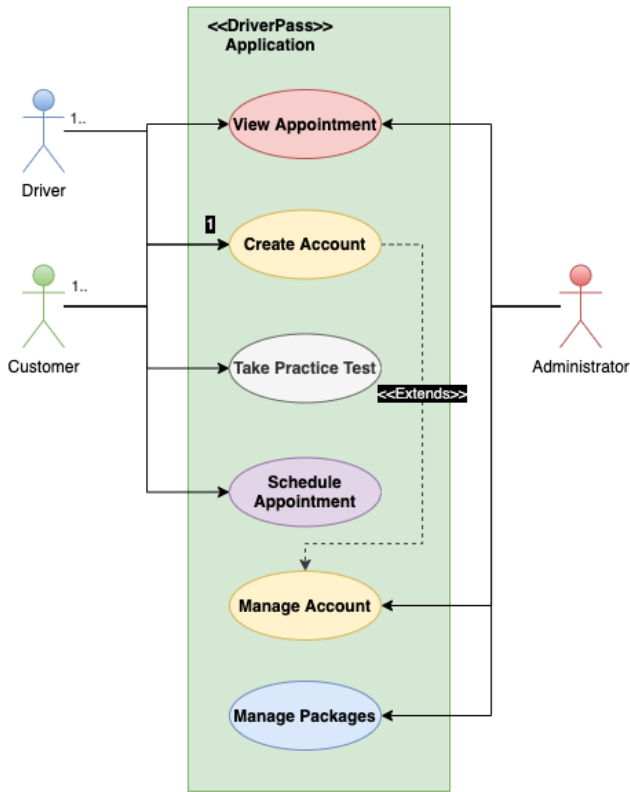 <<DriverPass>>
Application
1..
View Appointment
Driver
1
Create Account
1..
Customer
Administrator
Take Practice Test
<<Extends>>
Schedule
Appointment
Manage Account
Manage Packages